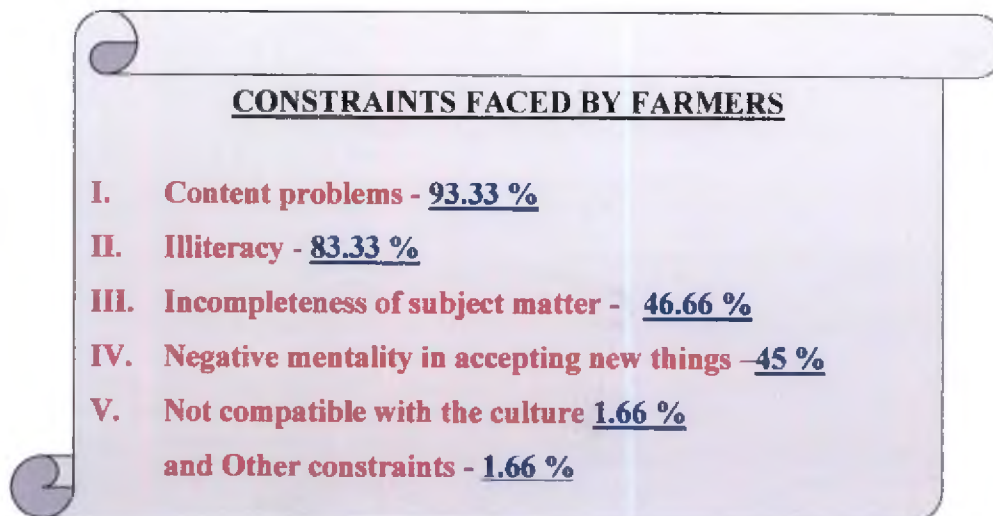 CONSTRAINTS FACED BY FARMERS
I. Content problems - 93.33 %
II. Illiteracy - 83.33 %
III. Incompleteness of subject matter - 46.66 %
IV. Negative mentality in accepting new things –45 %
V. Not compatible with the culture 1.66 %
and Other constraints - 1.66 %